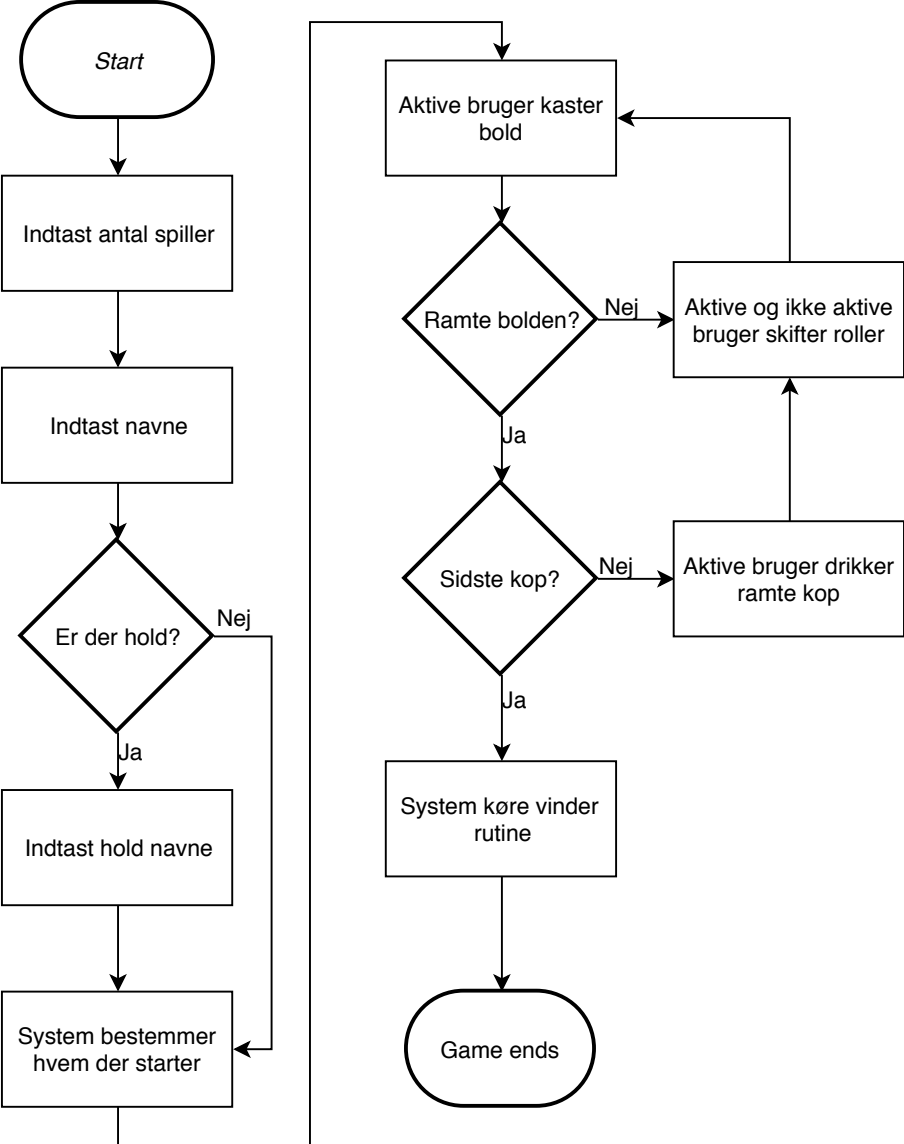 Start
Indtast antal spiller
Indtast navne
Er der hold?
Nej
Ja
Indtast hold navne
System bestemmer
hvem der starter
Aktive bruger kaster
bold
Ramte bolden?
Nej
Aktive og ikke aktive
bruger skifter roller
Ja
Sidste kop?
Nej
Aktive bruger drikker
ramte kop
Ja
System køre vinder
rutine
Game ends